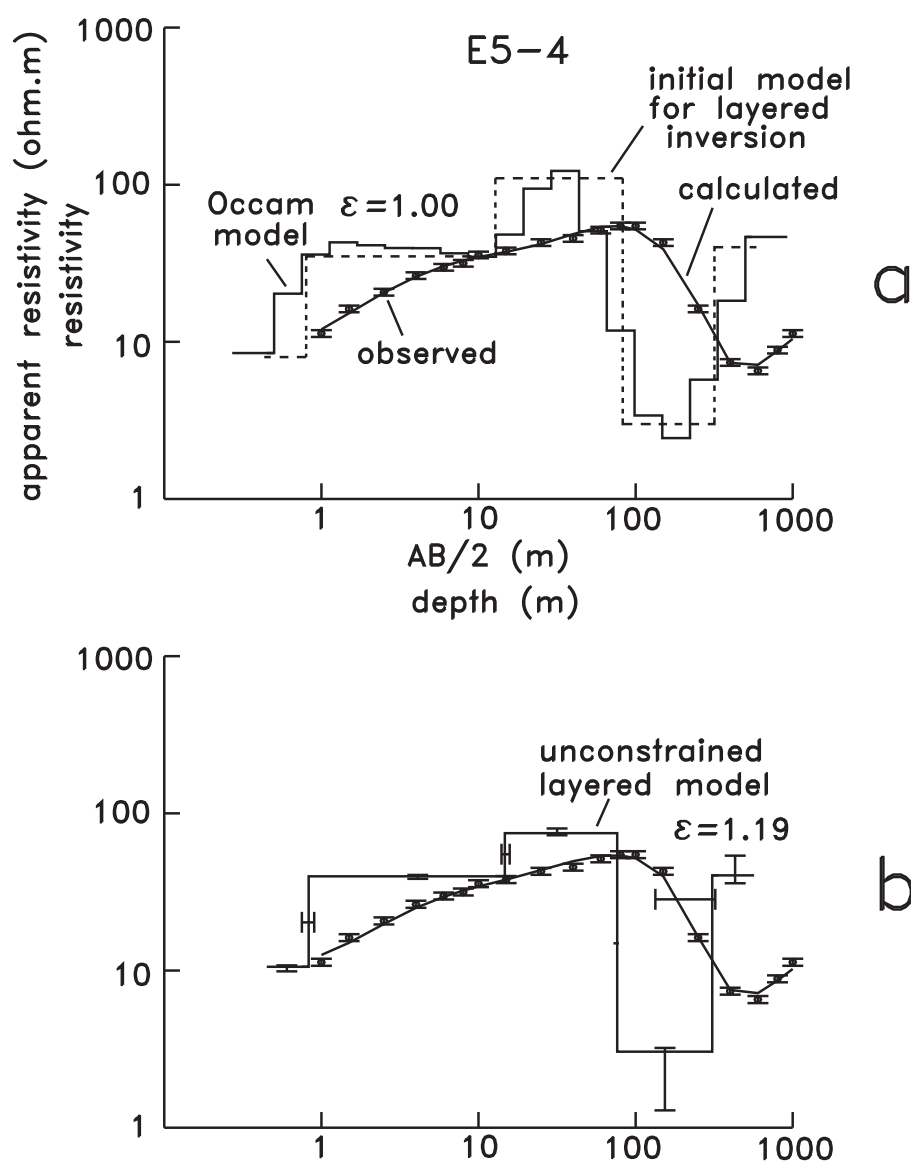 E5-4
1000
100
10
1
apparent resistivity (ohm.m)
resistivity
initial model
for layered
inversion
calculated
Occam
model
ε=1.00
observed
a
1
10
100
1000
AB/2 (m)
depth (m)
1000
100
10
1
unconstrained
layered model
ε=1.19
b
1
10
100
1000